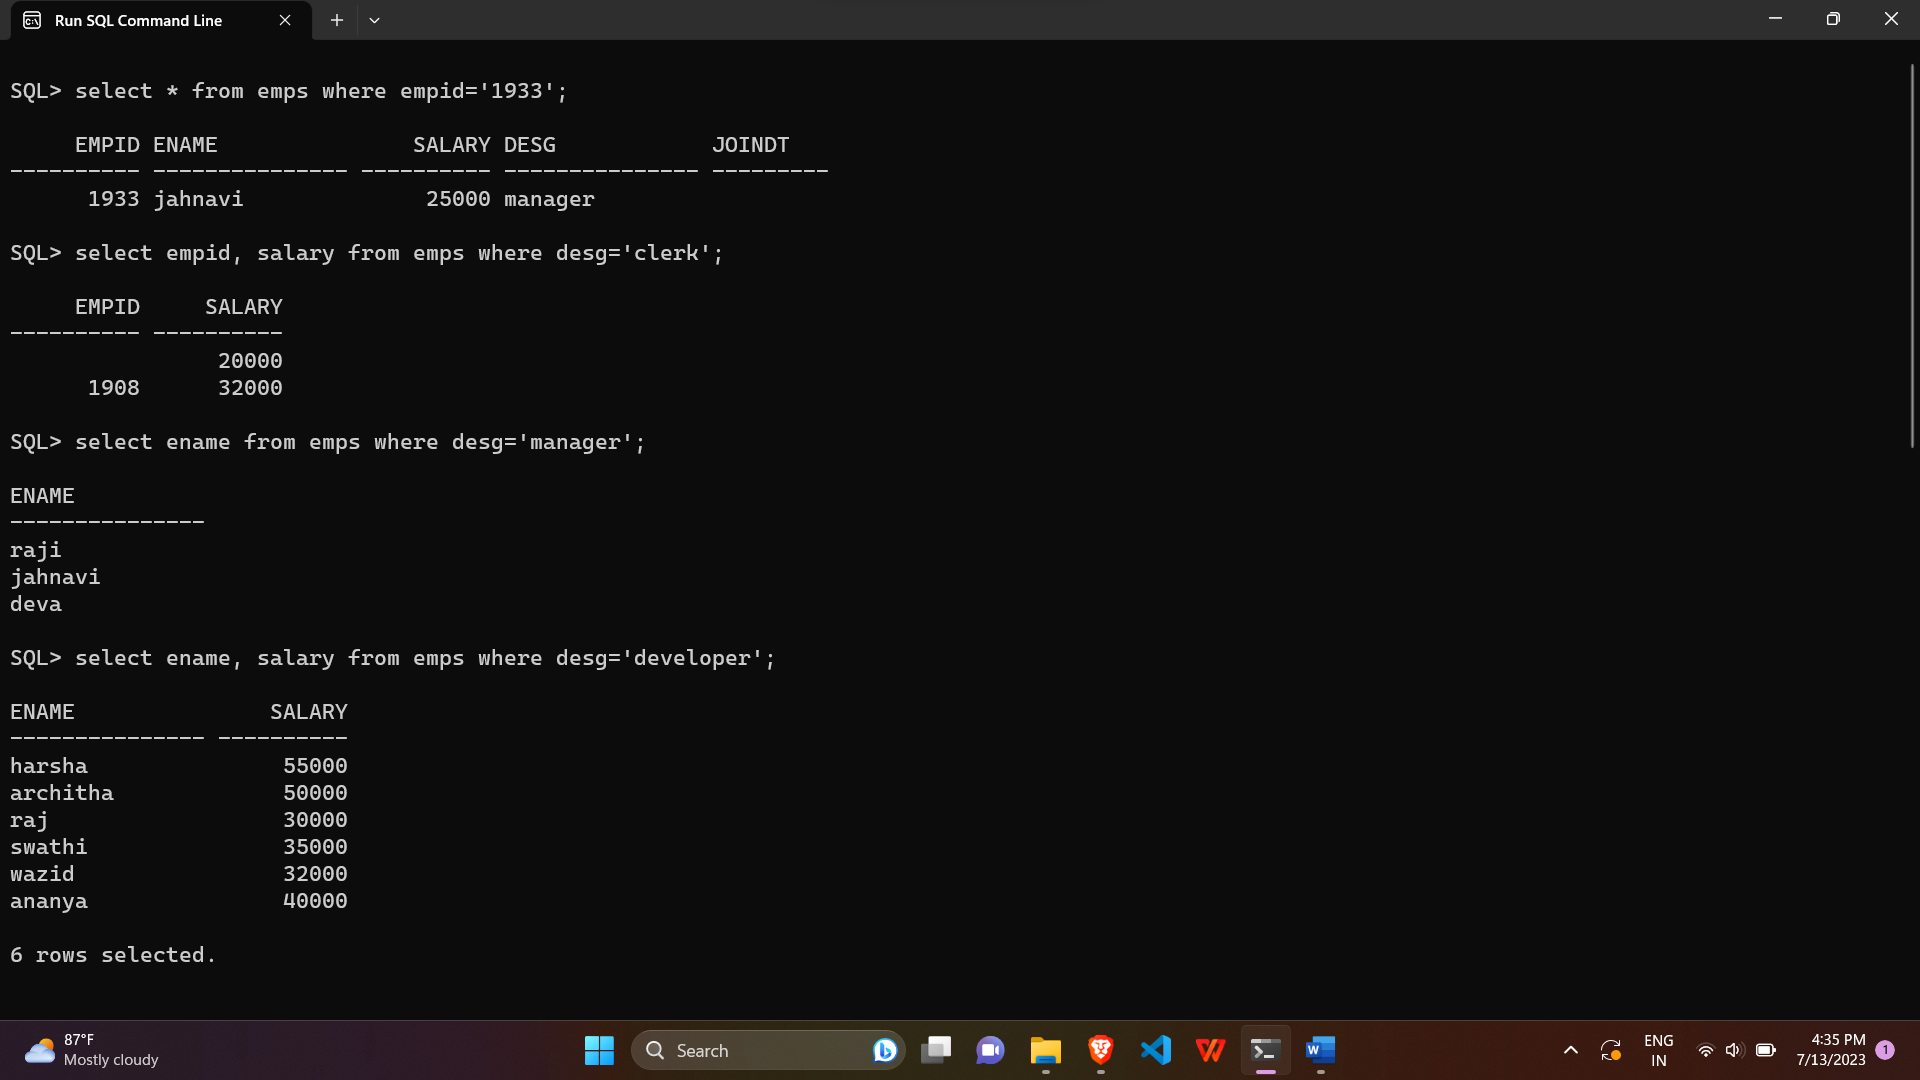 Run SQL Command Line
SQL> select * from emps where empid='1933';
     EMPID ENAME               SALARY DESG            JOINDT
---------- --------------- ---------- --------------- ---------
      1933 jahnavi              25000 manager
SQL> select empid, salary from emps where desg='clerk';
     EMPID     SALARY
---------- ----------
                20000
      1908      32000
SQL> select ename from emps where desg='manager';
ENAME
---------------
raji
jahnavi
deva
SQL> select ename, salary from emps where desg='developer';
ENAME               SALARY
--------------- ----------
harsha               55000
architha             50000
raj                  30000
swathi               35000
wazid                32000
ananya               40000
6 rows selected.
87°F
Mostly cloudy
Search
ENG
IN
4:35 PM
7/13/2023
1